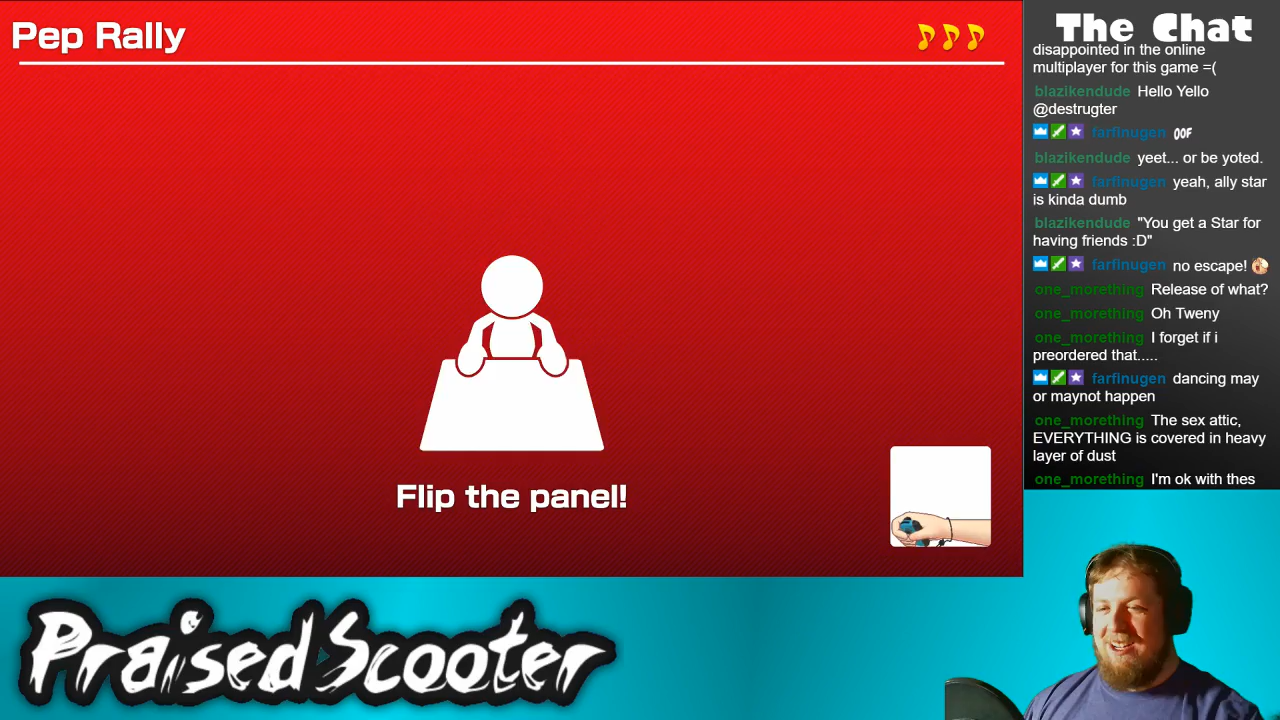 Pep Rally
Flip the panel!
The Chat
disappointed in the online
multiplayer for this game =(
blazikendude Hello Yello
@destrugter
farfinugen OOF
blazikendude yeet... or be yoted.
farfinugen yeah, ally star
is kinda dumb
blazikendude "You get a Star for
having friends :D"
farfinugen no escape!
one_morething Release of what?
one_morething Oh Tweny
one_morething I forget if i
preordered that.....
farfinugen dancing may
or maynot happen
one_morething The sex attic,
EVERYTHING is covered in heavy
layer of dust
one_morething I'm ok with thes
PraisedScooter